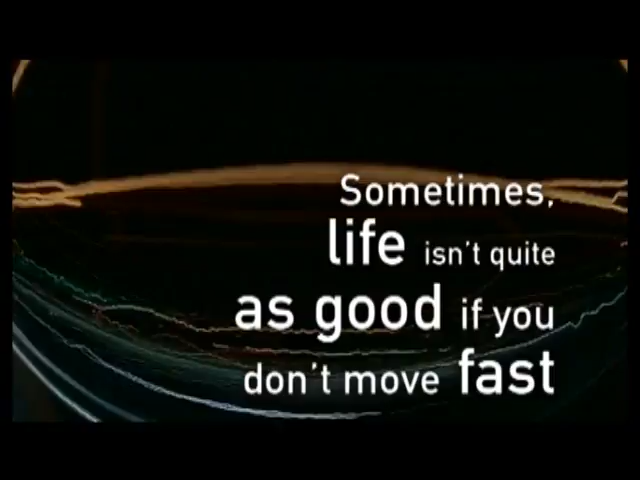 Sometimes,
life isn't quite
as good if you
don't move fast